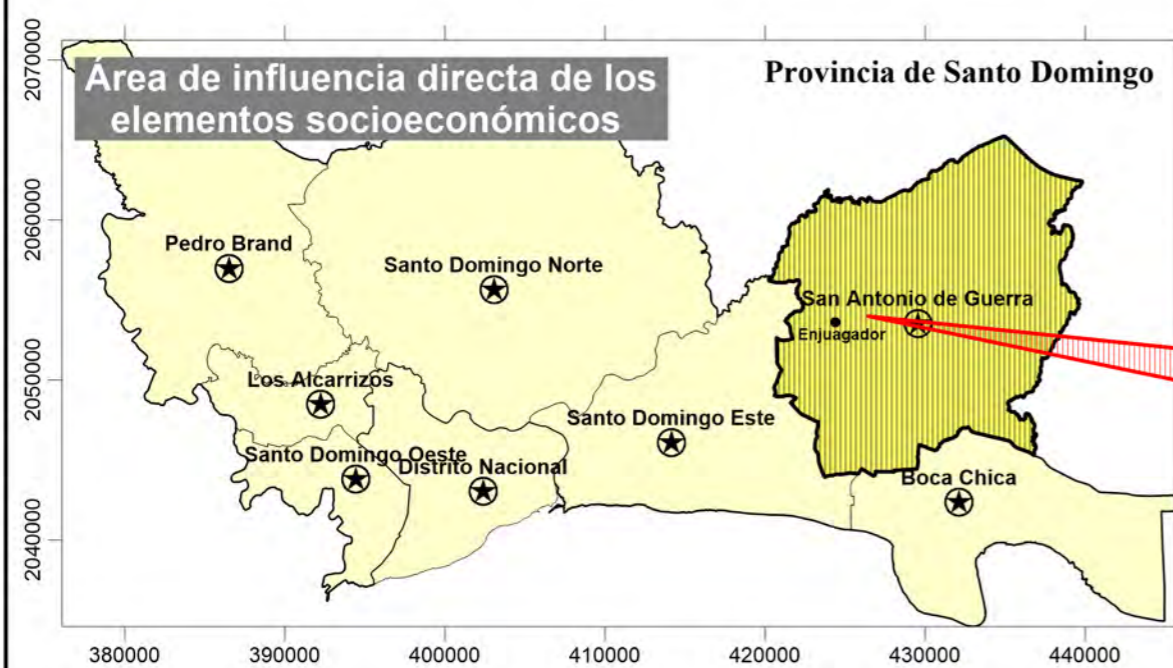 Área de influencia directa de los
elementos socioeconómicos
Provincia de Santo Domingo
2070000
2060000
2050000
2040000
Pedro Brand
Santo Domingo Norte
San Antonio de Guerra
Enjuagador
Los Alcarrizos
Santo Domingo Este
Santo Domingo Oeste
Distrito Nacional
Boca Chica
380000
390000
400000
410000
420000
430000
440000